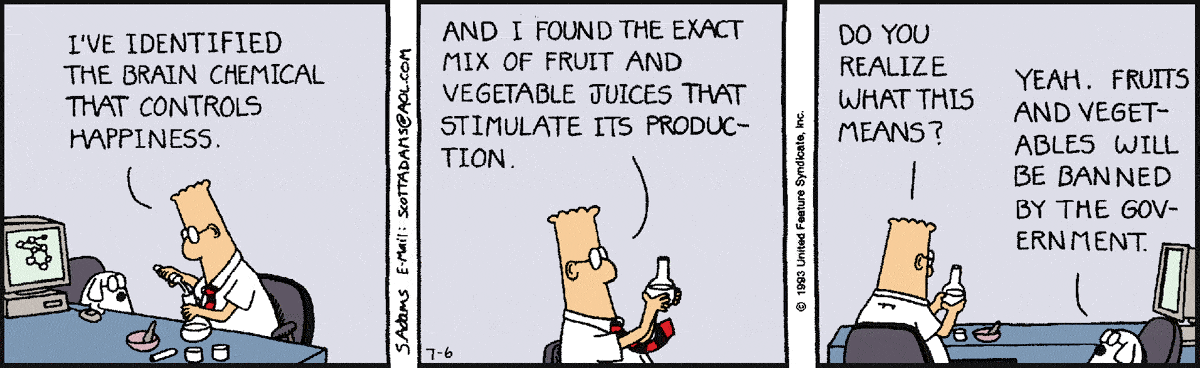 I'VE IDENTIFIED
THE BRAIN CHEMICAL
THAT CONTROLS
HAPPINESS.
S.Adams E-Mail: SCOTTADAMS@AOL.COM
AND I FOUND THE EXACT
MIX OF FRUIT AND
VEGETABLE JUICES THAT
STIMULATE ITS PRODUC-
TION.
7-6
© 1993 United Feature Syndicate, Inc.
DO YOU
REALIZE
WHAT THIS
MEANS?
YEAH. FRUITS
AND VEGET-
ABLES WILL
BE BANNED
BY THE GOV-
ERNMENT.